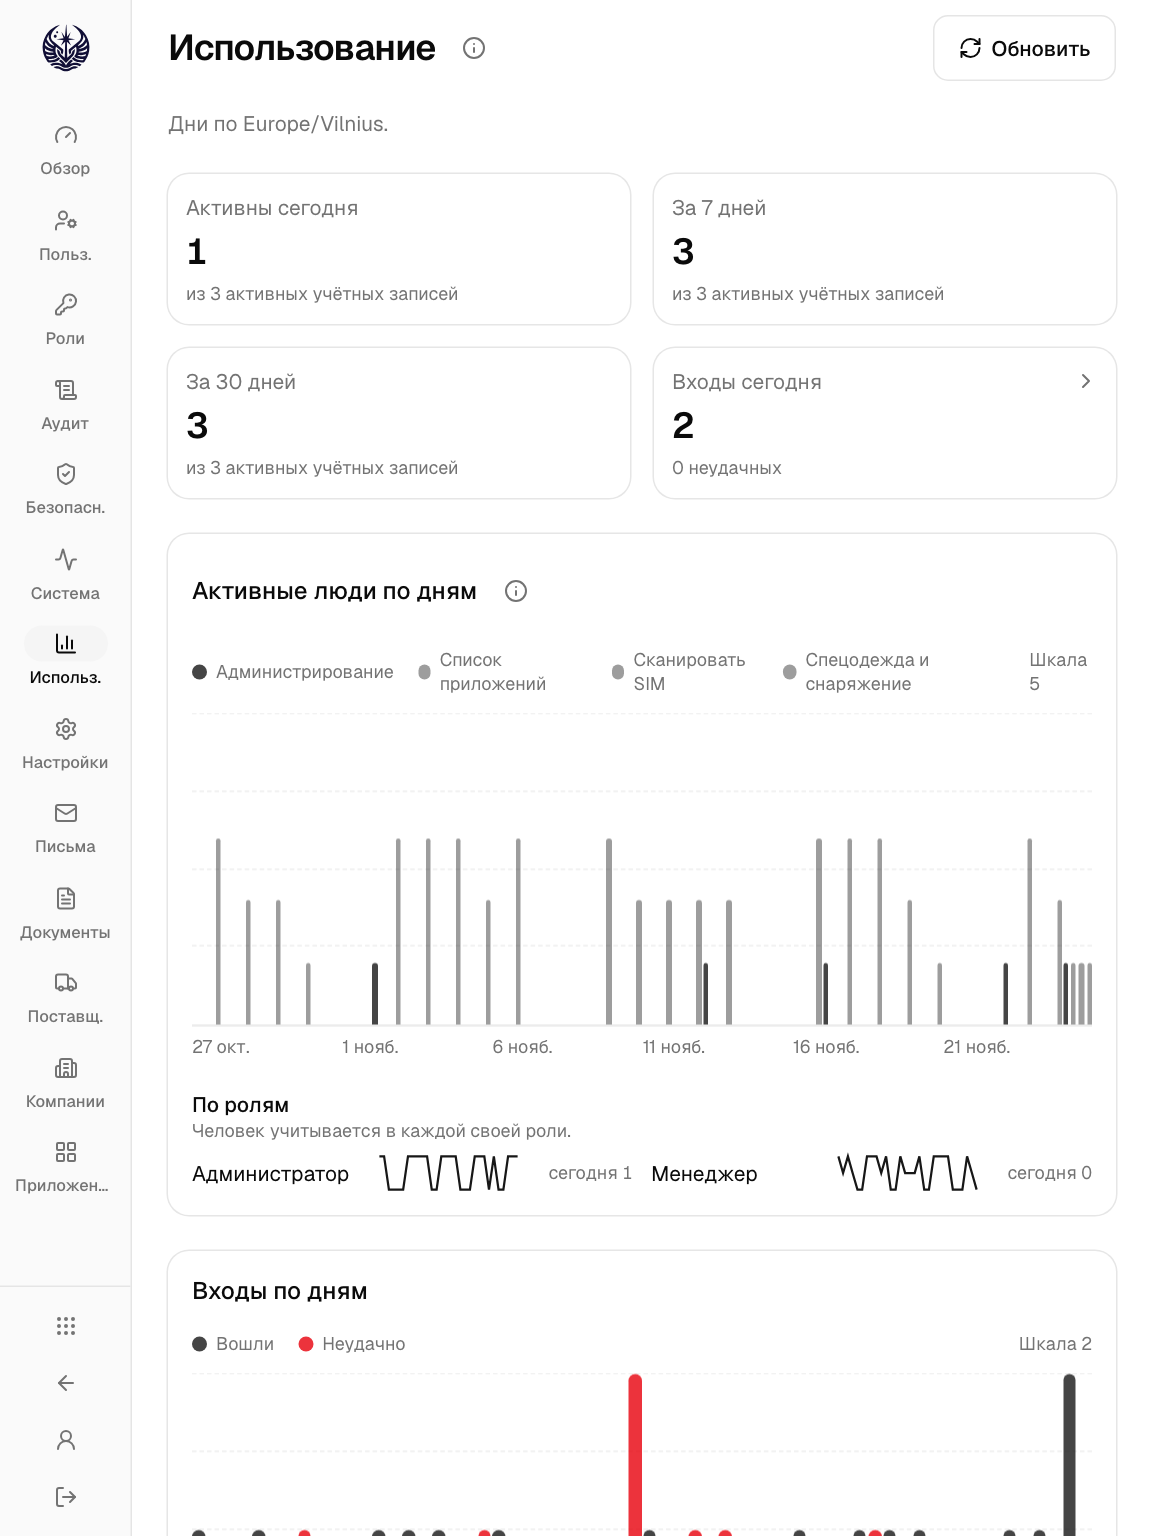 Использование
Обновить
Дни по Europe/Vilnius.
Обзор
Польз.
Роли
Аудит
Безопасн.
Система
Использ.
Настройки
Письма
Документы
Поставщ.
Компании
Приложен...
Активны сегодня
1
из 3 активных учётных записей
За 7 дней
3
из 3 активных учётных записей
За 30 дней
3
из 3 активных учётных записей
Входы сегодня
2
0 неудачных
Активные люди по дням
Администрирование
Список
приложений
Сканировать
SIM
Спецодежда и
снаряжение
Шкала
5
27 окт.
1 нояб.
6 нояб.
11 нояб.
16 нояб.
21 нояб.
По ролям
Человек учитывается в каждой своей роли.
Администратор
сегодня 1
Менеджер
сегодня 0
Входы по дням
Вошли
Неудачно
Шкала 2